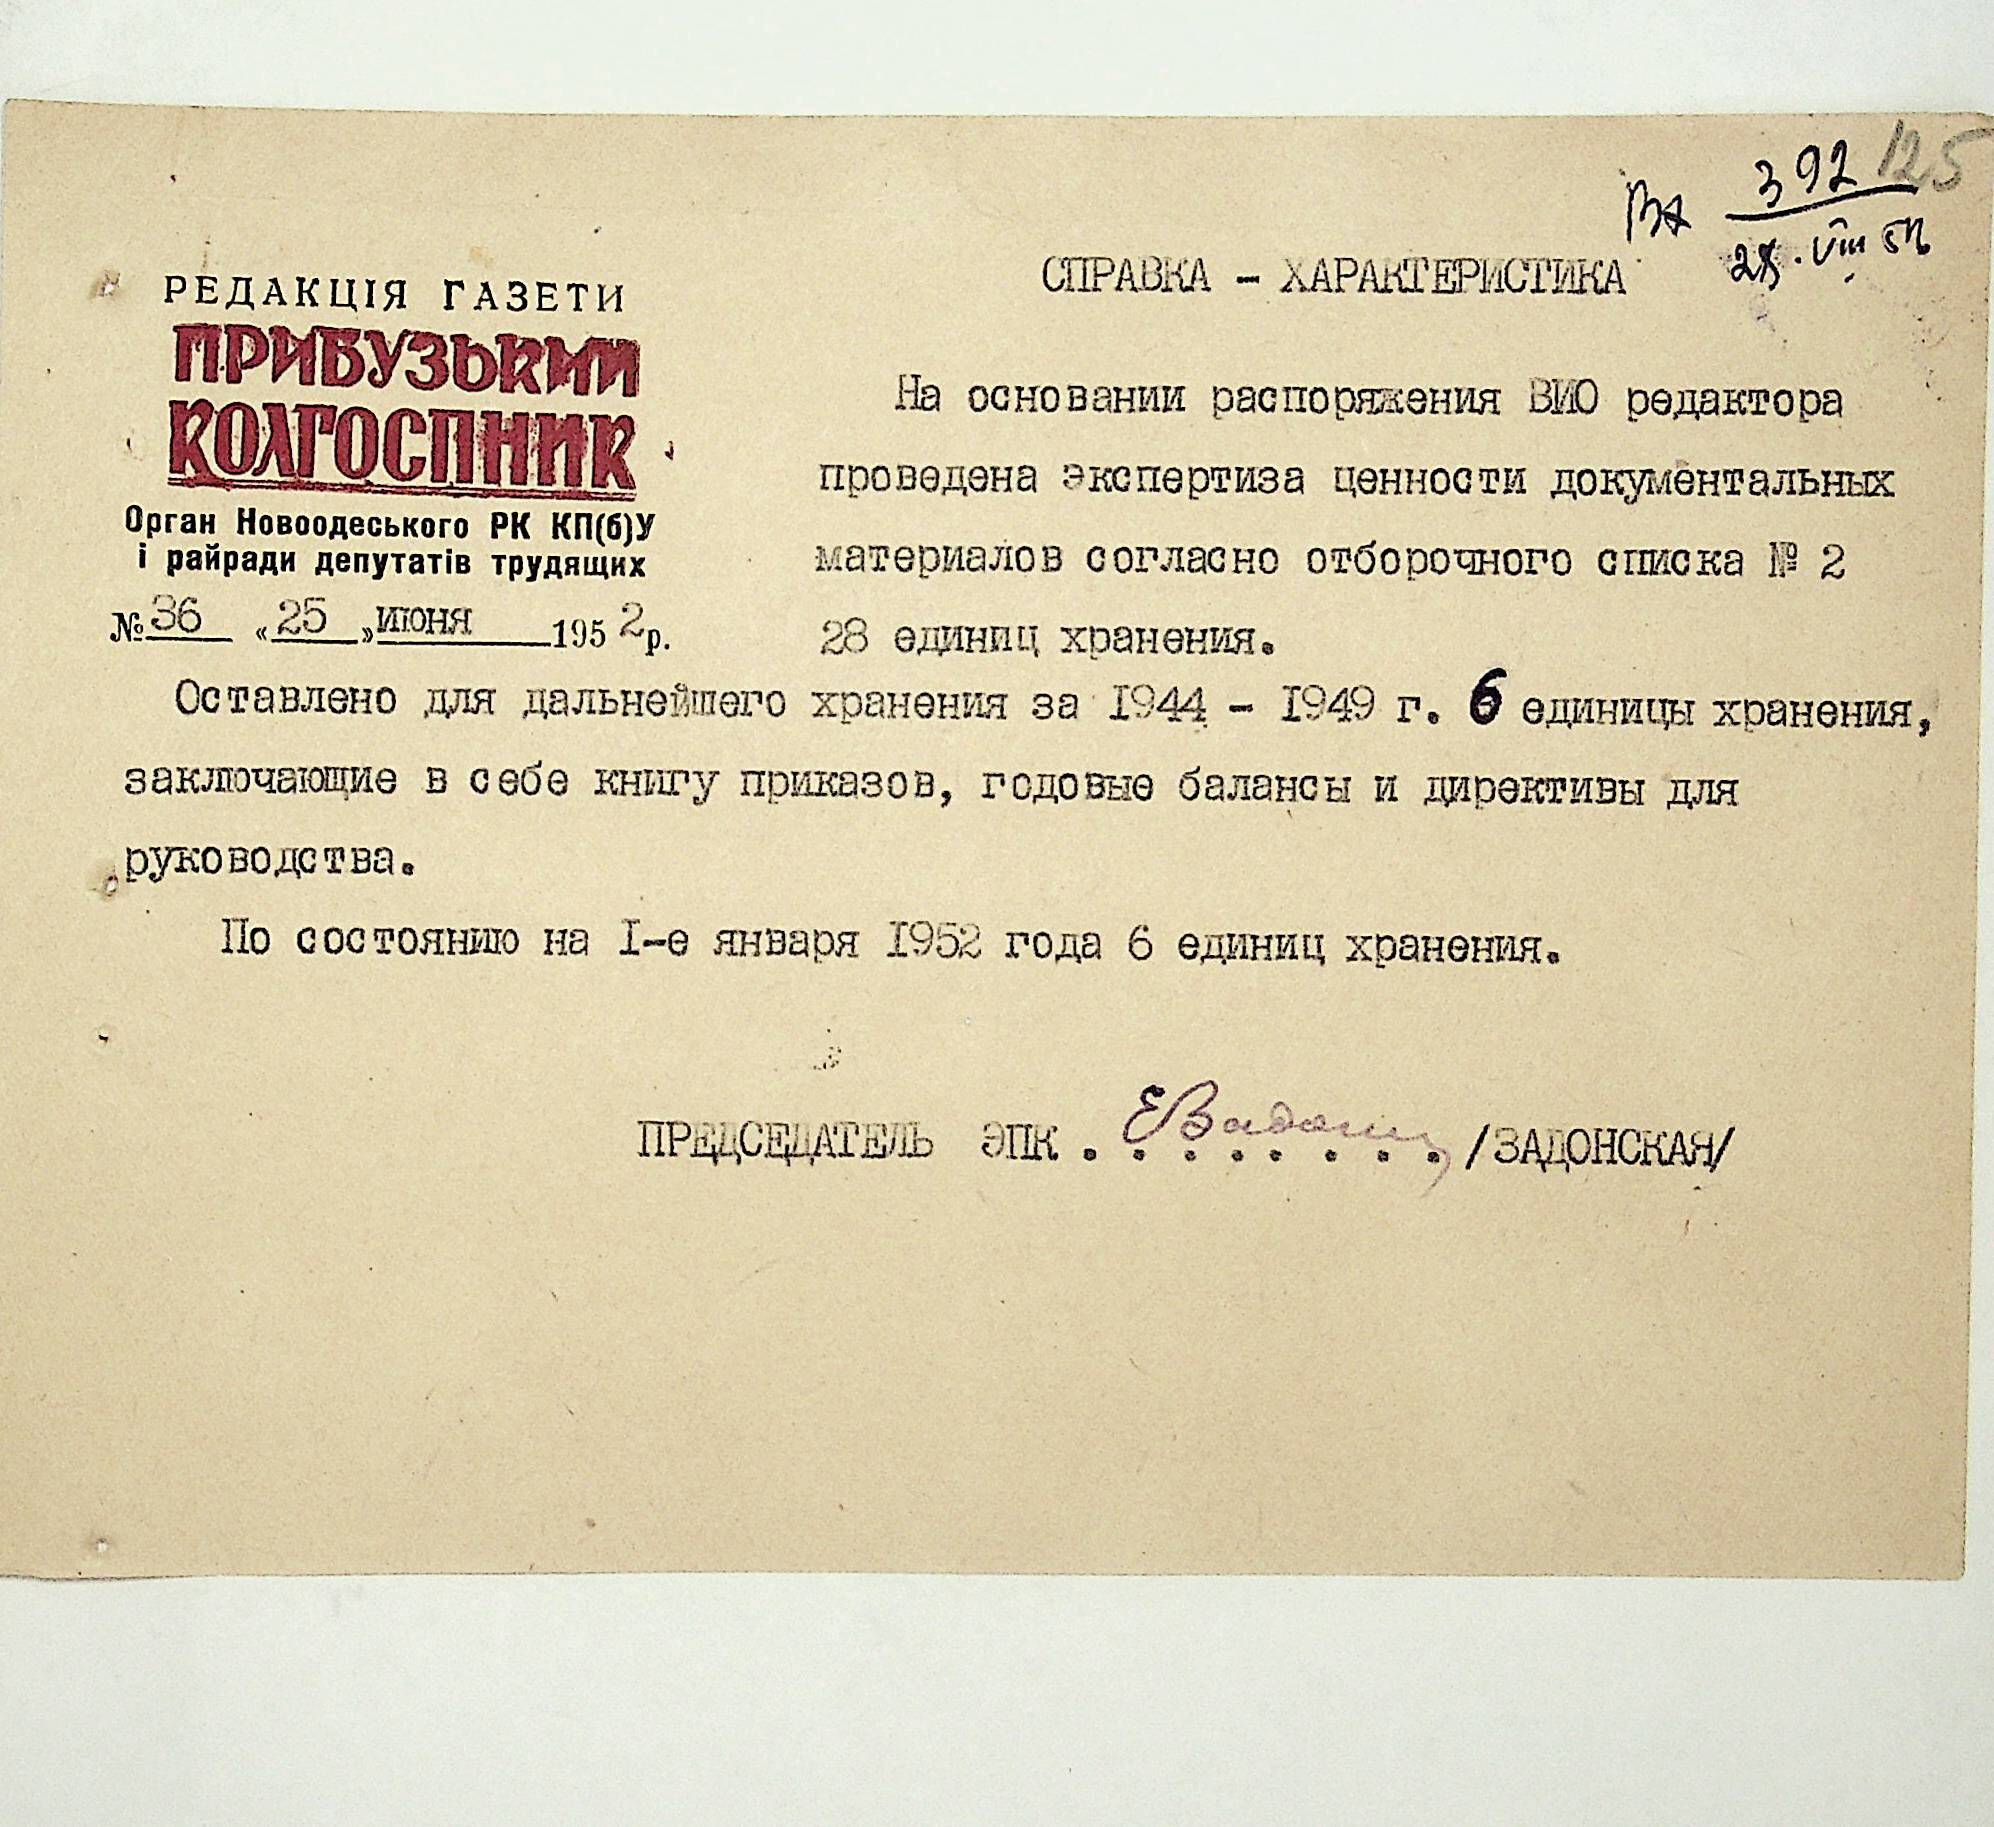 392 125
Вх
28. VIII 52
СПРАВКА - ХАРАКТЕРИСТИКА
РЕДАКЦІЯ ГАЗЕТИ
ПРИБУЗЬКИЙ
КОЛГОСПНИК
Орган Новоодеського РК КП(б)У
і райради депутатів трудящих
№ 36 «25» июня 1952 р.
На основании распоряжения ВИО редактора
проведена экспертиза ценности документальных
материалов согласно отборочного списка № 2
28 единиц хранения.
Оставлено для дальнейшего хранения за 1944 - 1949 г. 6 единицы хранения,
заключающие в себе книгу приказов, годовые балансы и директивы для
руководства.
По состоянию на I-е января 1952 года 6 единиц хранения.
ПРЕДСЕДАТЕЛЬ ЭПК . . . . . . . . /ЗАДОНСКАЯ/